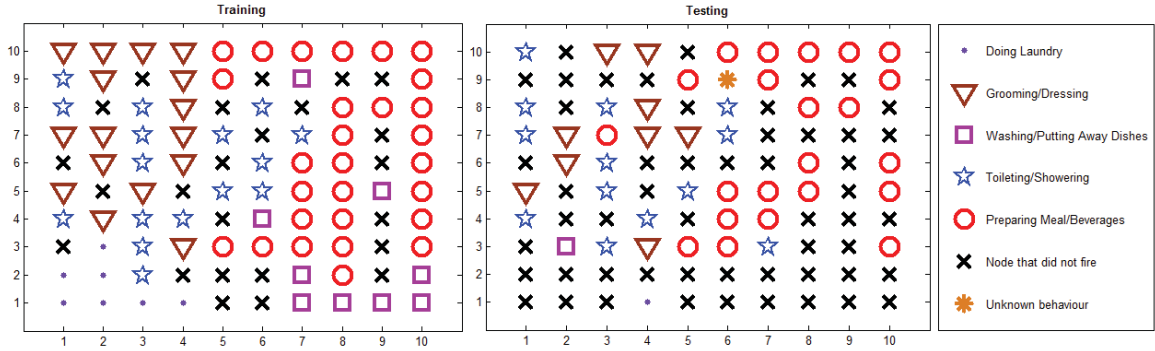 Training
Testing
10
9
8
7
6
5
4
3
2
1
1 2 3 4 5 6 7 8 9 10
10
9
8
7
6
5
4
3
2
1
1 2 3 4 5 6 7 8 9 10
Doing Laundry
Grooming/Dressing
Washing/Putting Away Dishes
Toileting/Showering
Preparing Meal/Beverages
Node that did not fire
Unknown behaviour